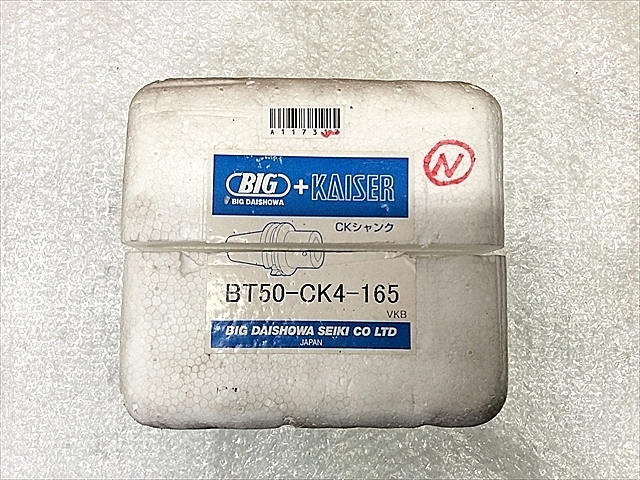 A1173
N
BIG + KAISER
BIG DAISHOWA
CKシャンク
BT50-CK4-165
VKB
BIG DAISHOWA SEIKI CO LTD
JAPAN